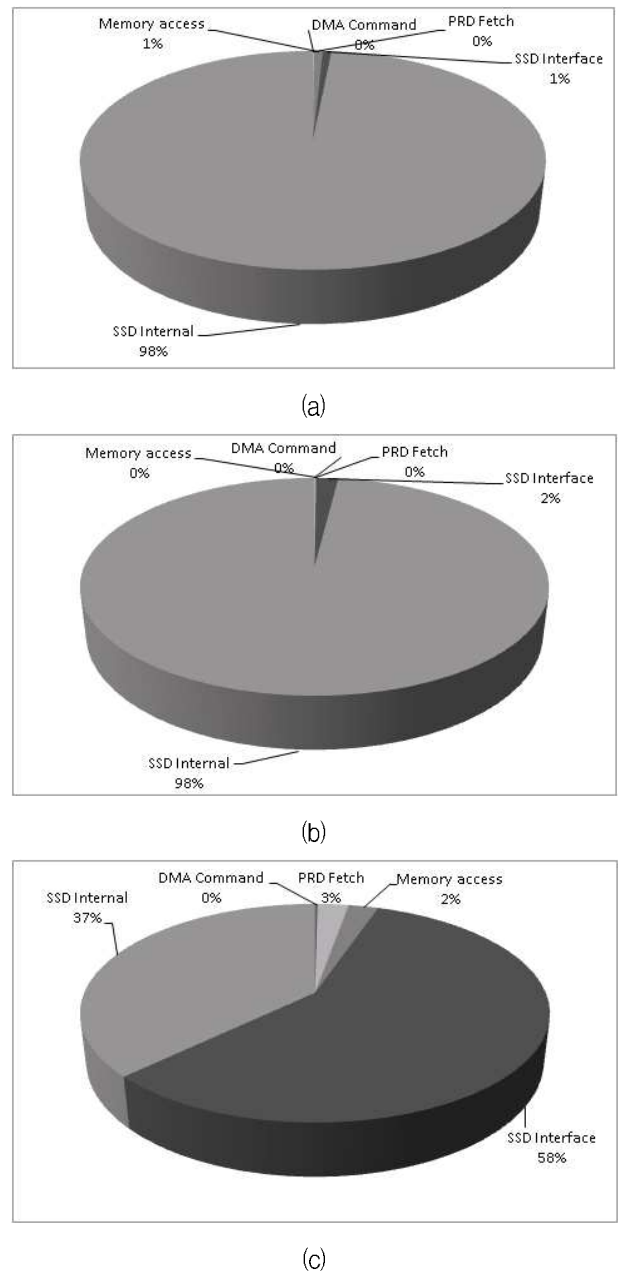 Memory access
1%
DMA Command
0%
PRD Fetch
0%
SSD Interface
1%
SSD Internal
98%
(a)
Memory access
0%
DMA Command
0%
PRD Fetch
0%
SSD Interface
2%
SSD Internal
98%
(b)
SSD Internal
37%
DMA Command
0%
PRD Fetch
3%
Memory access
2%
SSD Interface
58%
(c)